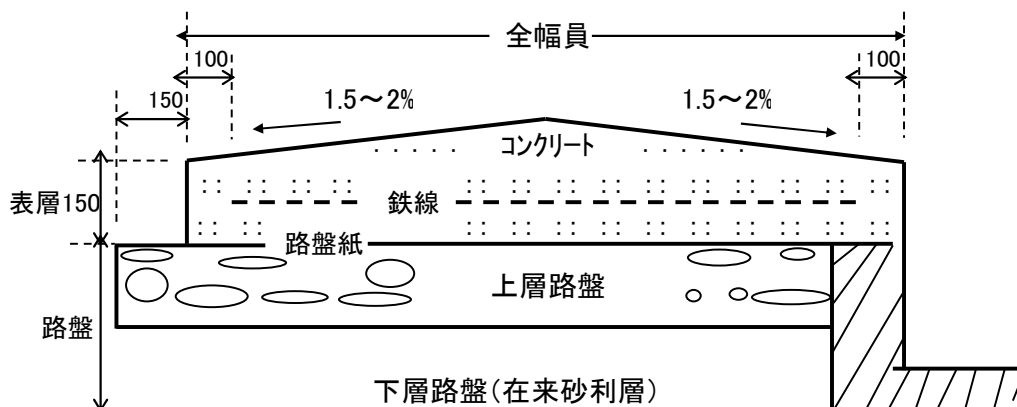 全幅員
100
100
150
1.5～2%
1.5～2%
コンクリート
表層150
鉄線
路盤紙
上層路盤
路盤
下層路盤(在来砂利層)